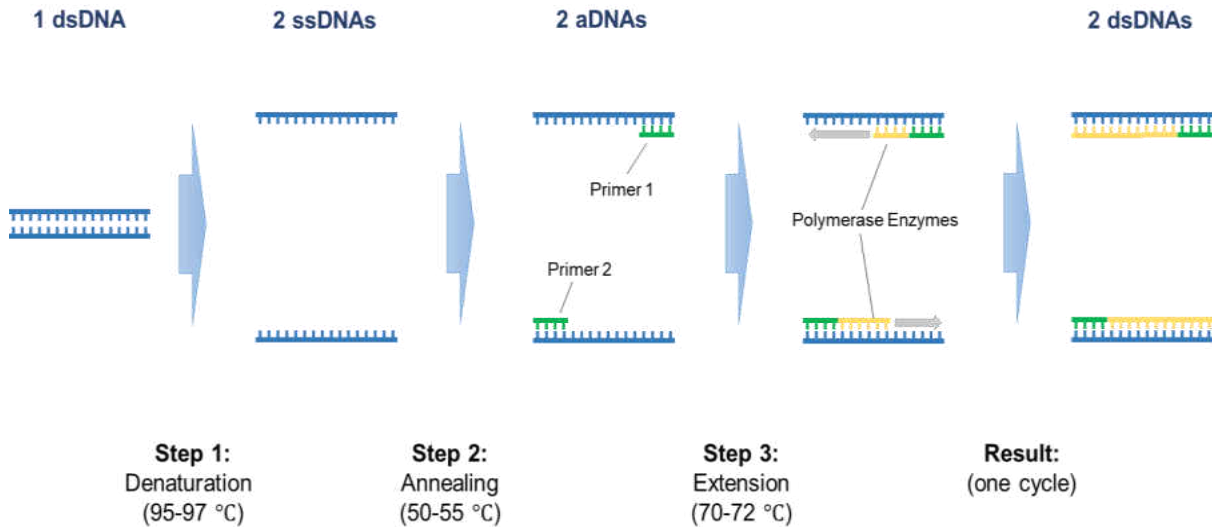 1 dsDNA
2 ssDNAs
2 aDNAs
2 dsDNAs
Primer 1
Polymerase Enzymes
Primer 2
Step 1:
Denaturation
(95-97 °C)
Step 2:
Annealing
(50-55 °C)
Step 3:
Extension
(70-72 °C)
Result:
(one cycle)